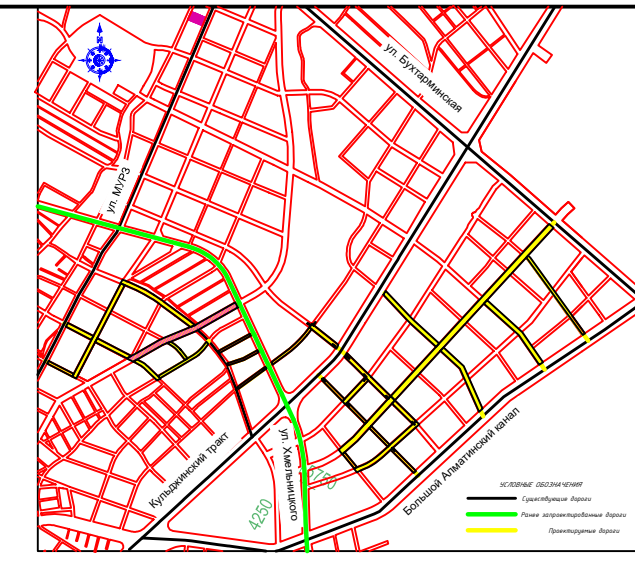 ул. Бухтарминская
ул. МУРЗ
Кульджинский тракт
ул. Хмельницкого
5750
4250
Большой Алматинский канал
УСЛОВНЫЕ ОБОЗНАЧЕНИЯ
Существующие дороги
Ранее запроектированные дороги
Проектируемые дороги